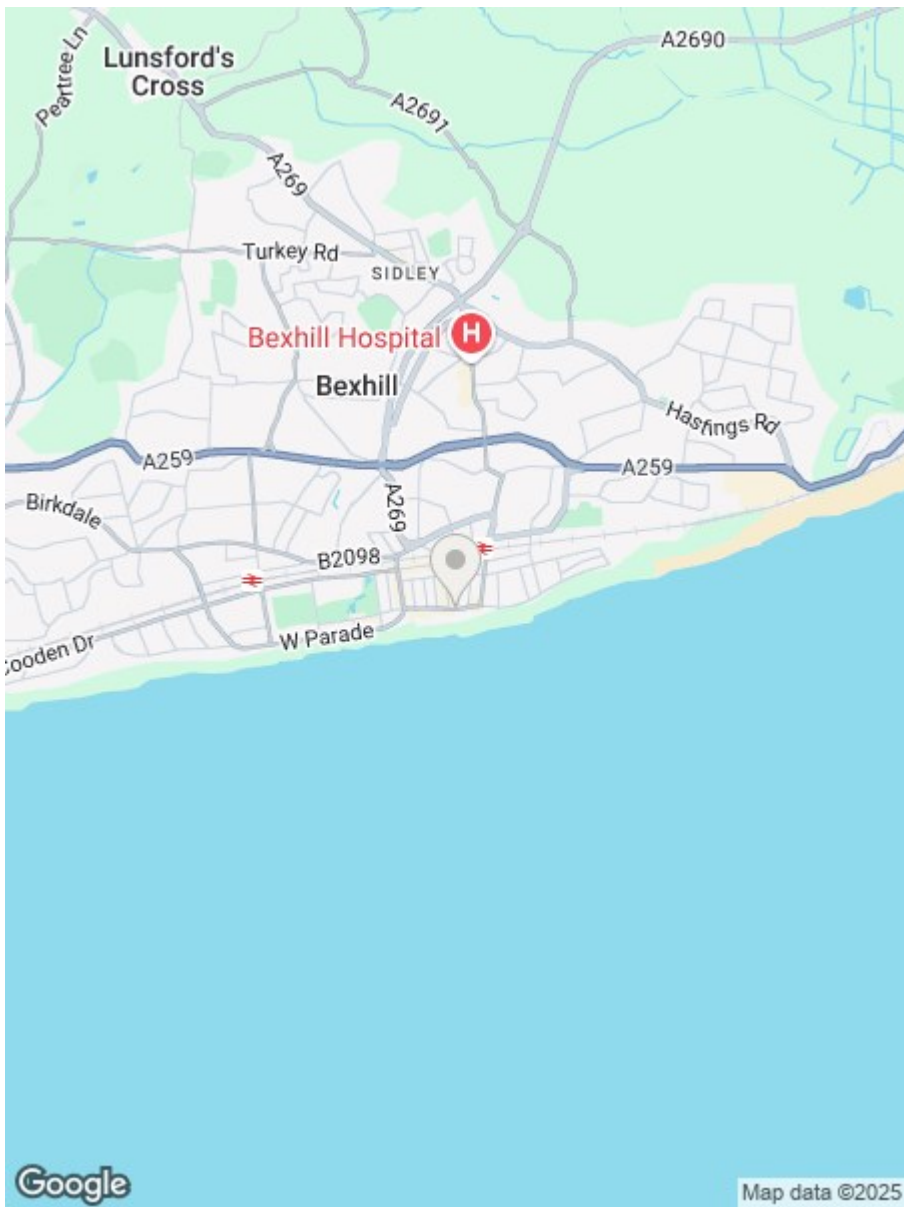 Peartree Ln
Lunsford's
Cross
A2690
A2691
A269
Turkey Rd
SIDLEY
Bexhill Hospital
H
Bexhill
Hastings Rd
A259
A259
Birkdale
A269
B2098
W Parade
Cooden Dr
Google
Map data ©2025